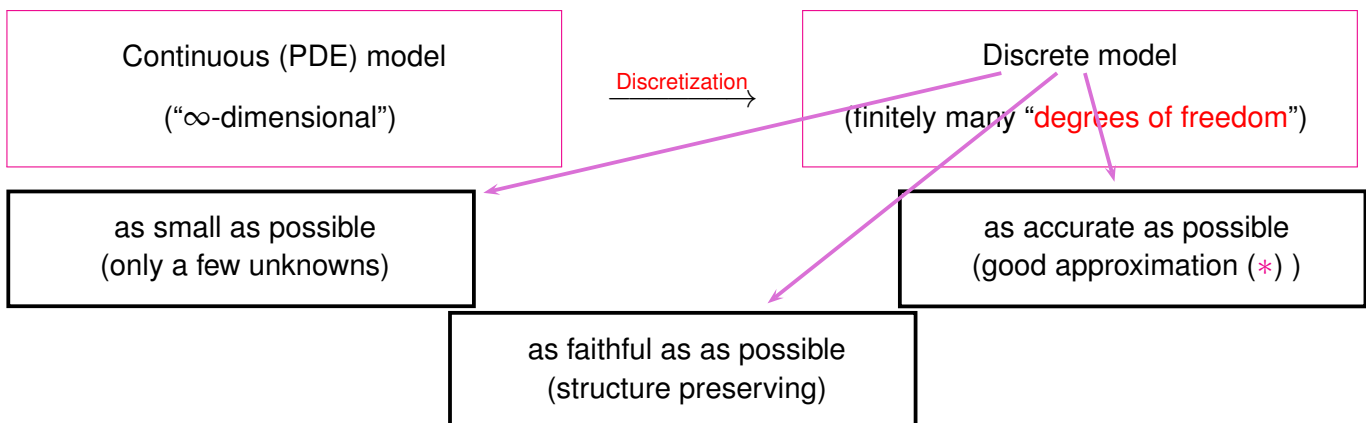 Continuous (PDE) model
(“∞-dimensional”)
Discretization
Discrete model
(finitely many “degrees of freedom”)
as small as possible
(only a few unknowns)
as accurate as possible
(good approximation (∗) )
as faithful as as possible
(structure preserving)